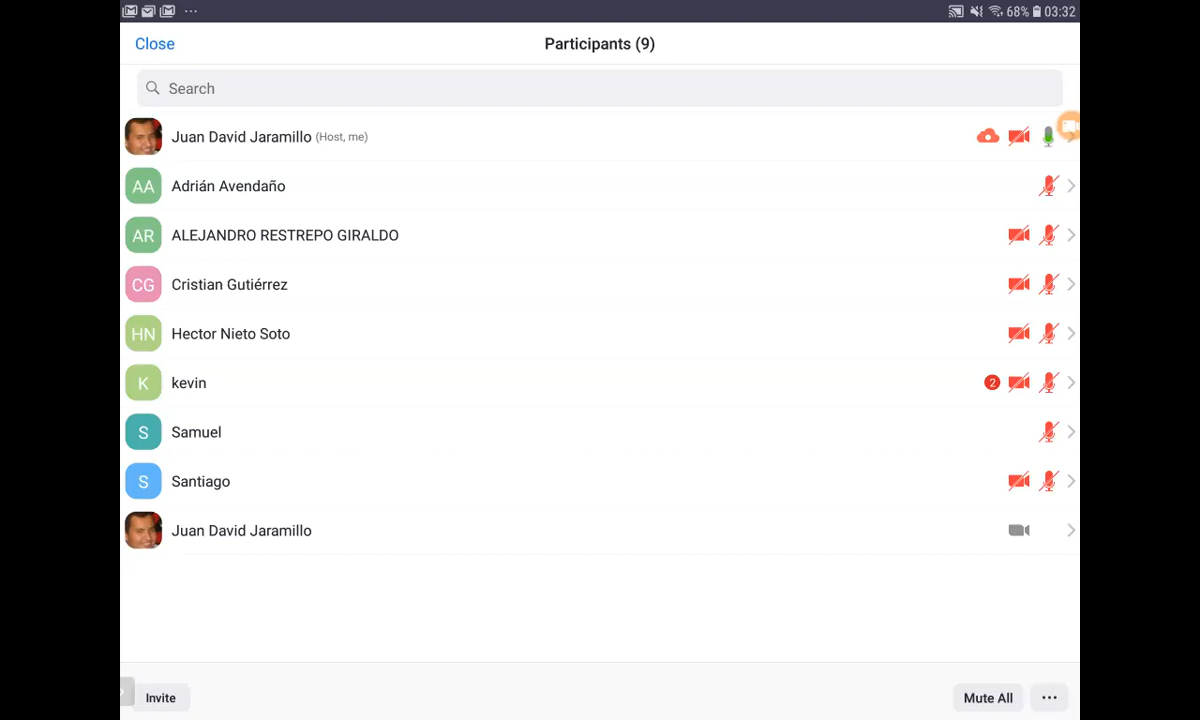 68% 03:32
Close Participants (9)
Search
Juan David Jaramillo (Host, me)
AA Adrián Avendaño
AR ALEJANDRO RESTREPO GIRALDO
CG Cristian Gutiérrez
HN Hector Nieto Soto
K kevin 2
S Samuel
S Santiago
Juan David Jaramillo
Invite Mute All